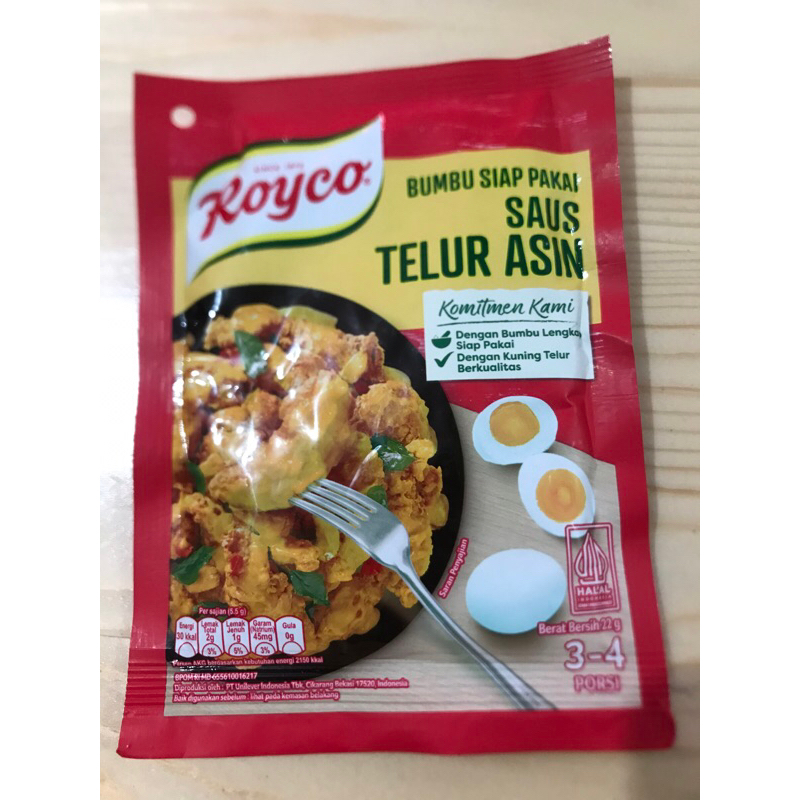 Royco
BUMBU SIAP PAKAI
SAUS
TELUR ASIN
Komitmen Kami
Dengan Bumbu Lengkap
Siap Pakai
Dengan Kuning Telur
Berkualitas
Saran Penyajian
HALAL
INDONESIA
Berat Bersih 22 g
3-4
PORSI
Per sajian (5.5 g)
Energi
30 kkal
Lemak Total
2g
3%
Lemak Jenuh
1g
5%
Garam (Natrium)
45mg
3%
Gula
0g
Persen AKG berdasarkan kebutuhan energi 2150 kkal
BPOM RI MD 655610016217
Diproduksi oleh : PT Unilever Indonesia Tbk, Cikarang Bekasi 17520, Indonesia
Baik digunakan sebelum : lihat pada kemasan belakang